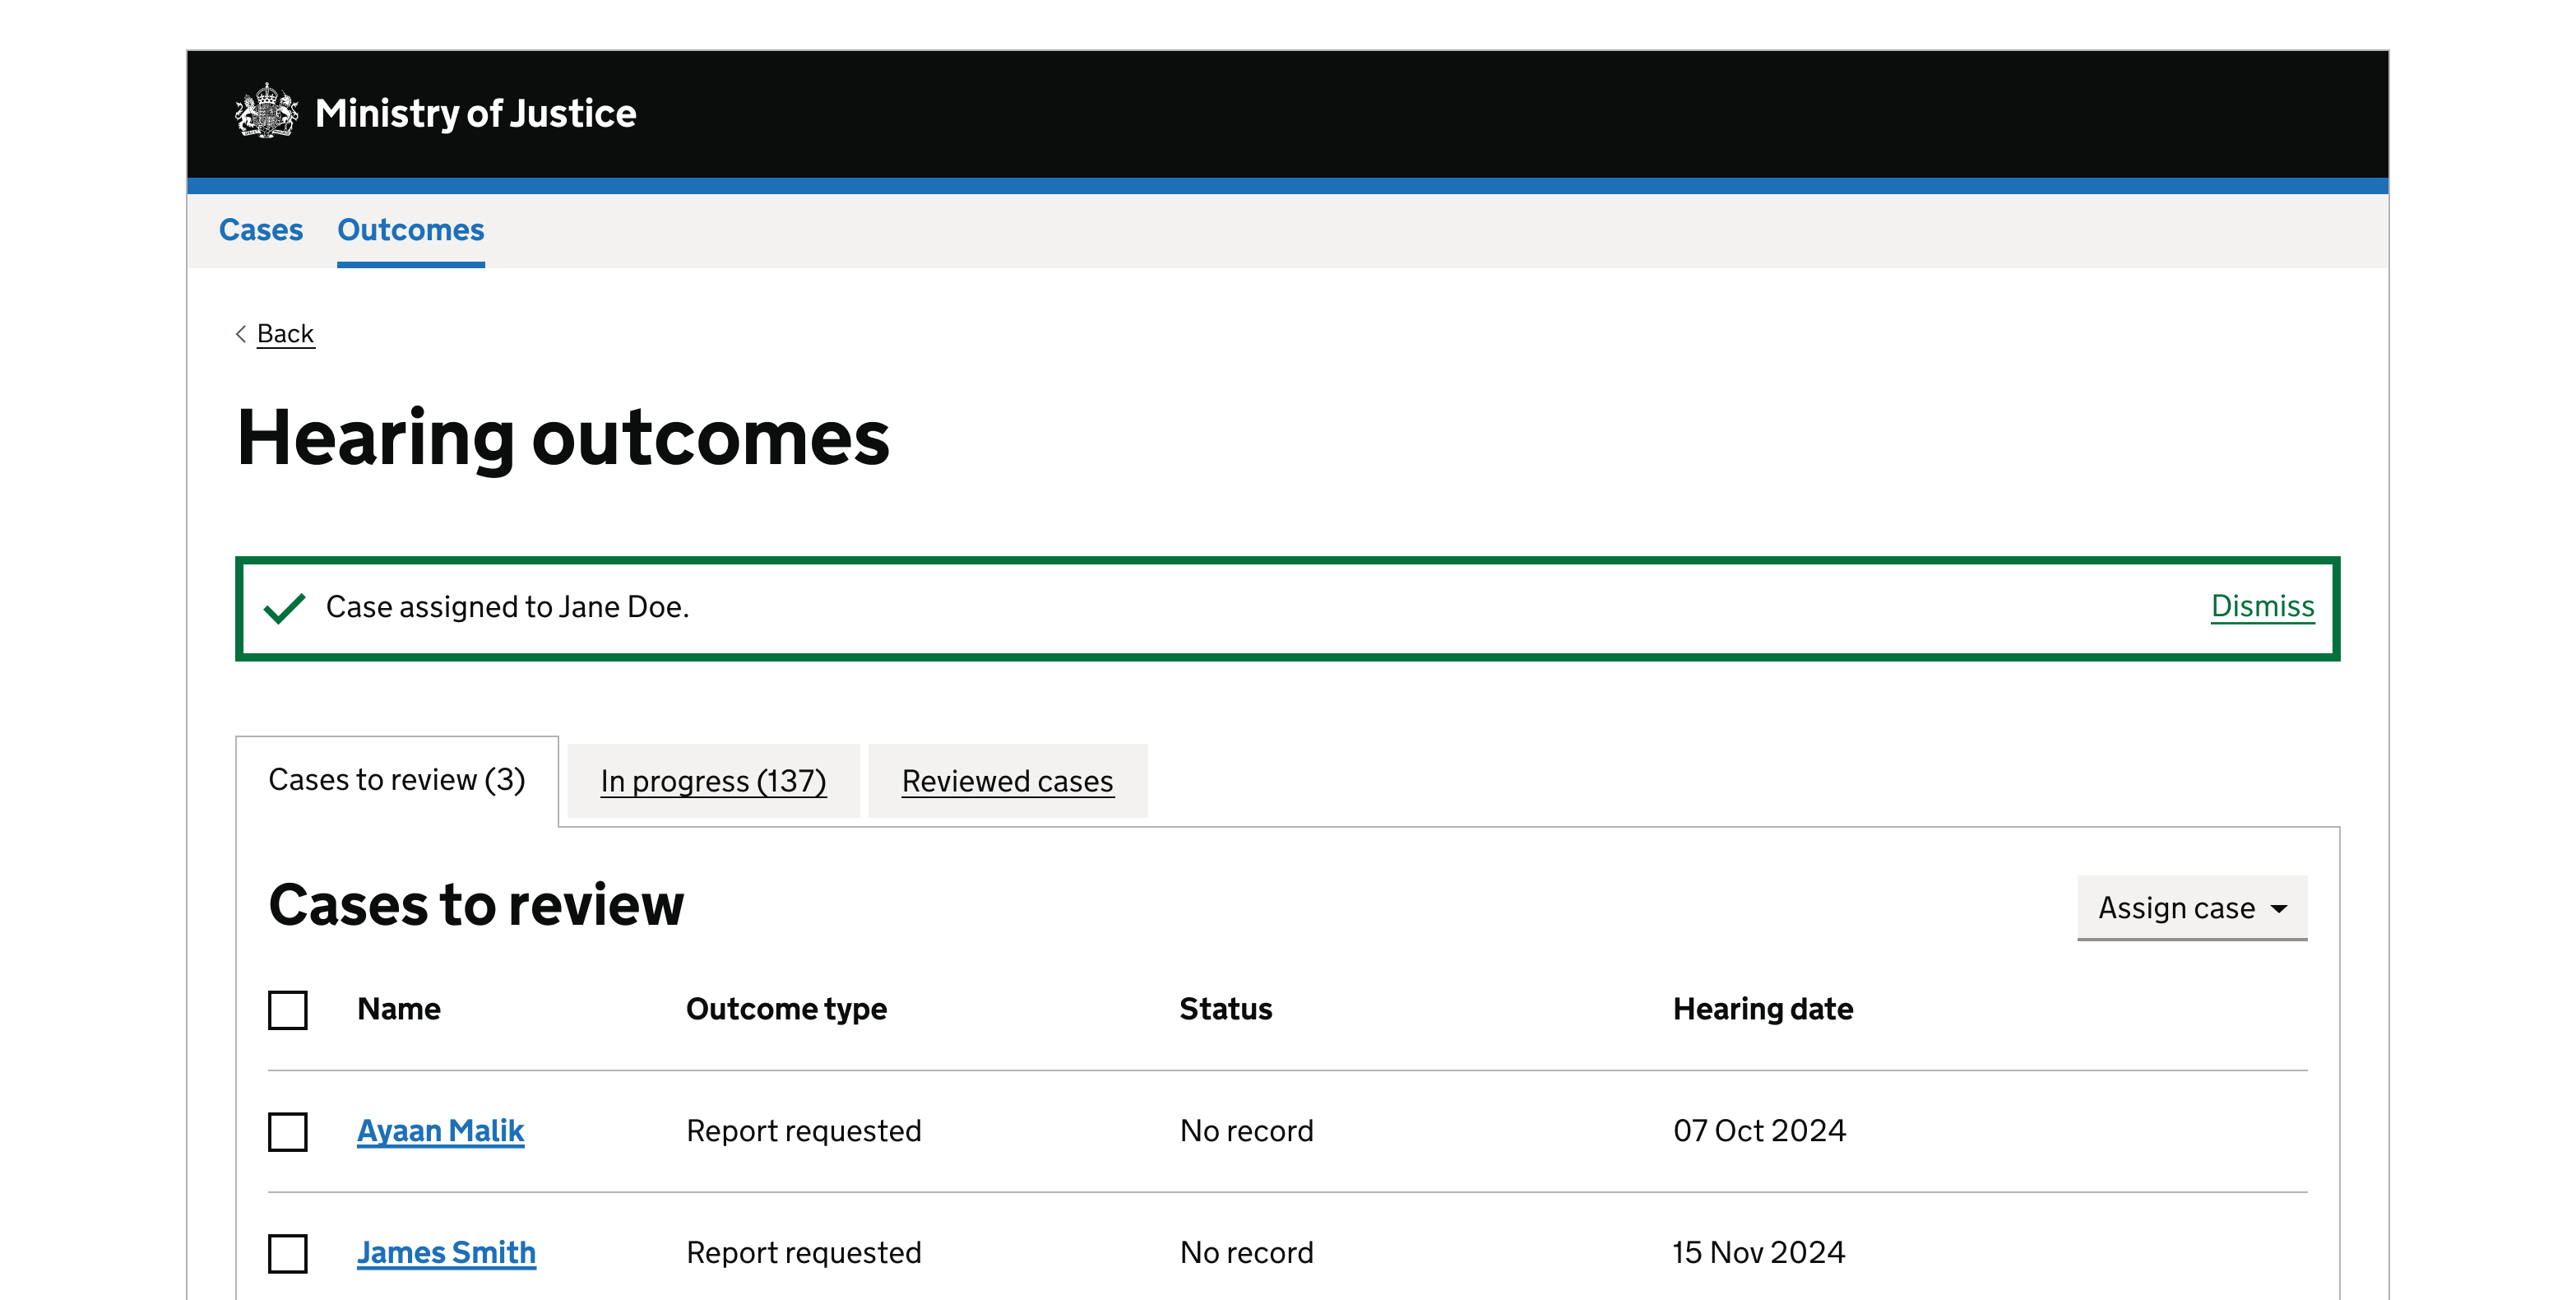 Ministry of Justice
Cases Outcomes
Back
Hearing outcomes
Case assigned to Jane Doe. Dismiss
Cases to review (3) In progress (137) Reviewed cases
Cases to review Assign case
Name Outcome type Status Hearing date
Ayaan Malik Report requested No record 07 Oct 2024
James Smith Report requested No record 15 Nov 2024